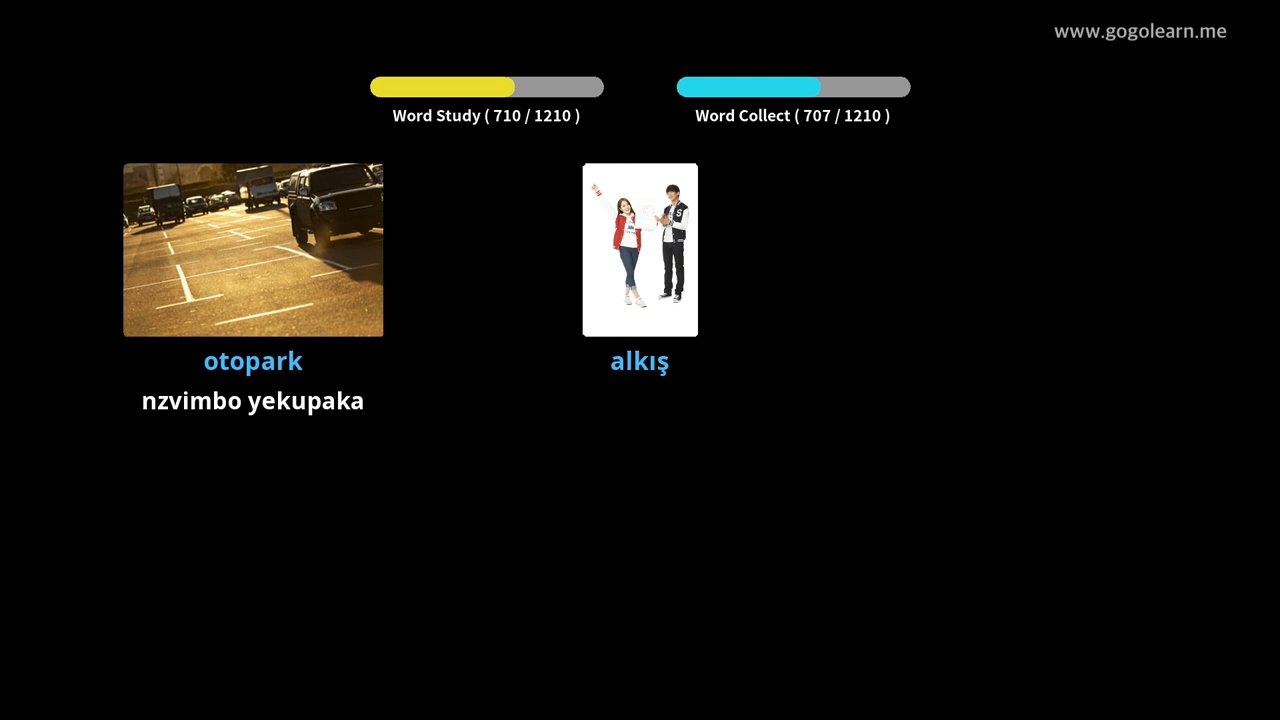 www.gogolearn.me
Word Study ( 710 / 1210 )
Word Collect ( 707 / 1210 )
otopark
nzvimbo yekupaka
alkış